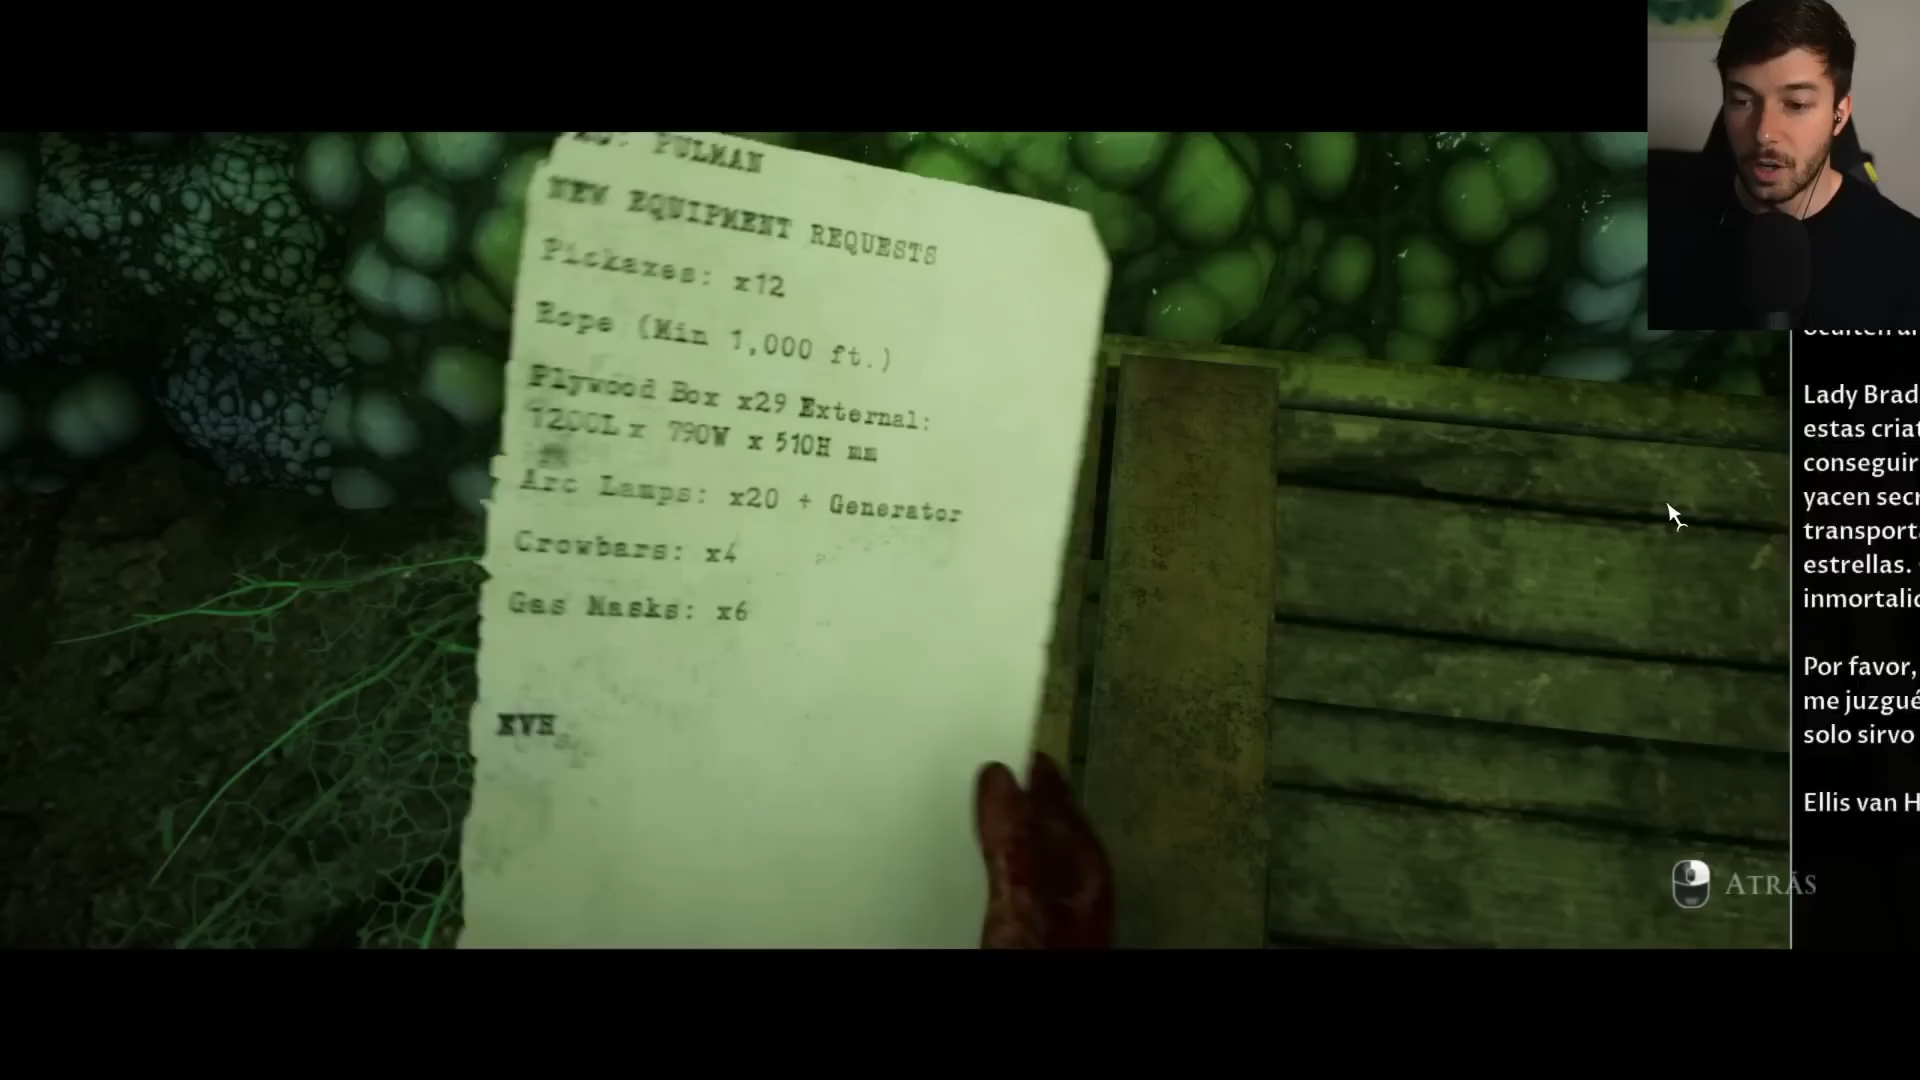 PULMAN
NEW EQUIPMENT REQUESTS
Pickaxes: x12
Rope (Min 1,000 ft.)
Plywood Box x29 External:
1200L x 790W x 510H mm
Arc Lamps: x20 + Generator
Crowbars: x4
Gas Masks: x6
EVH
Lady Brad
estas criat
conseguir
yacen secr
transporta
estrellas.
inmortalid
Por favor,
me juzgué
solo sirvo
Ellis van H
ATRÁS